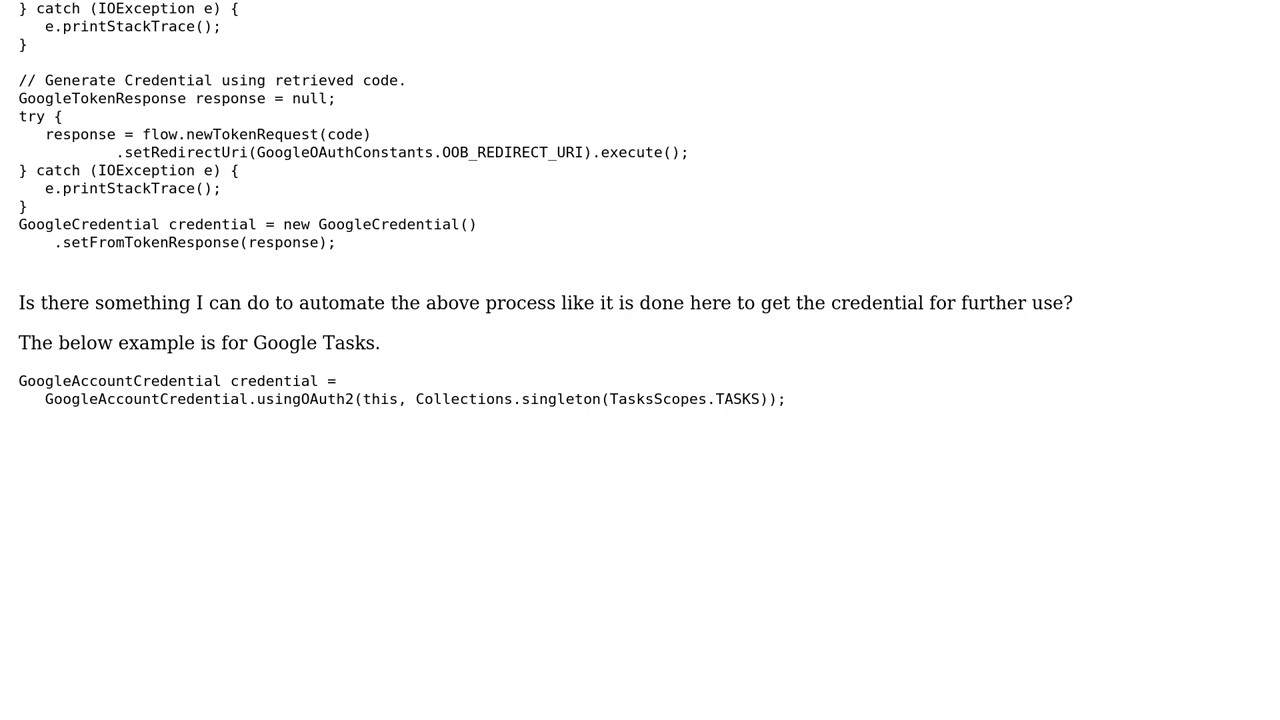 } catch (IOException e) {
   e.printStackTrace();
}
// Generate Credential using retrieved code.
GoogleTokenResponse response = null;
try {
   response = flow.newTokenRequest(code)
           .setRedirectUri(GoogleOAuthConstants.OOB_REDIRECT_URI).execute();
} catch (IOException e) {
   e.printStackTrace();
}
GoogleCredential credential = new GoogleCredential()
    .setFromTokenResponse(response);
Is there something I can do to automate the above process like it is done here to get the credential for further use?
The below example is for Google Tasks.
GoogleAccountCredential credential =
   GoogleAccountCredential.usingOAuth2(this, Collections.singleton(TasksScopes.TASKS));